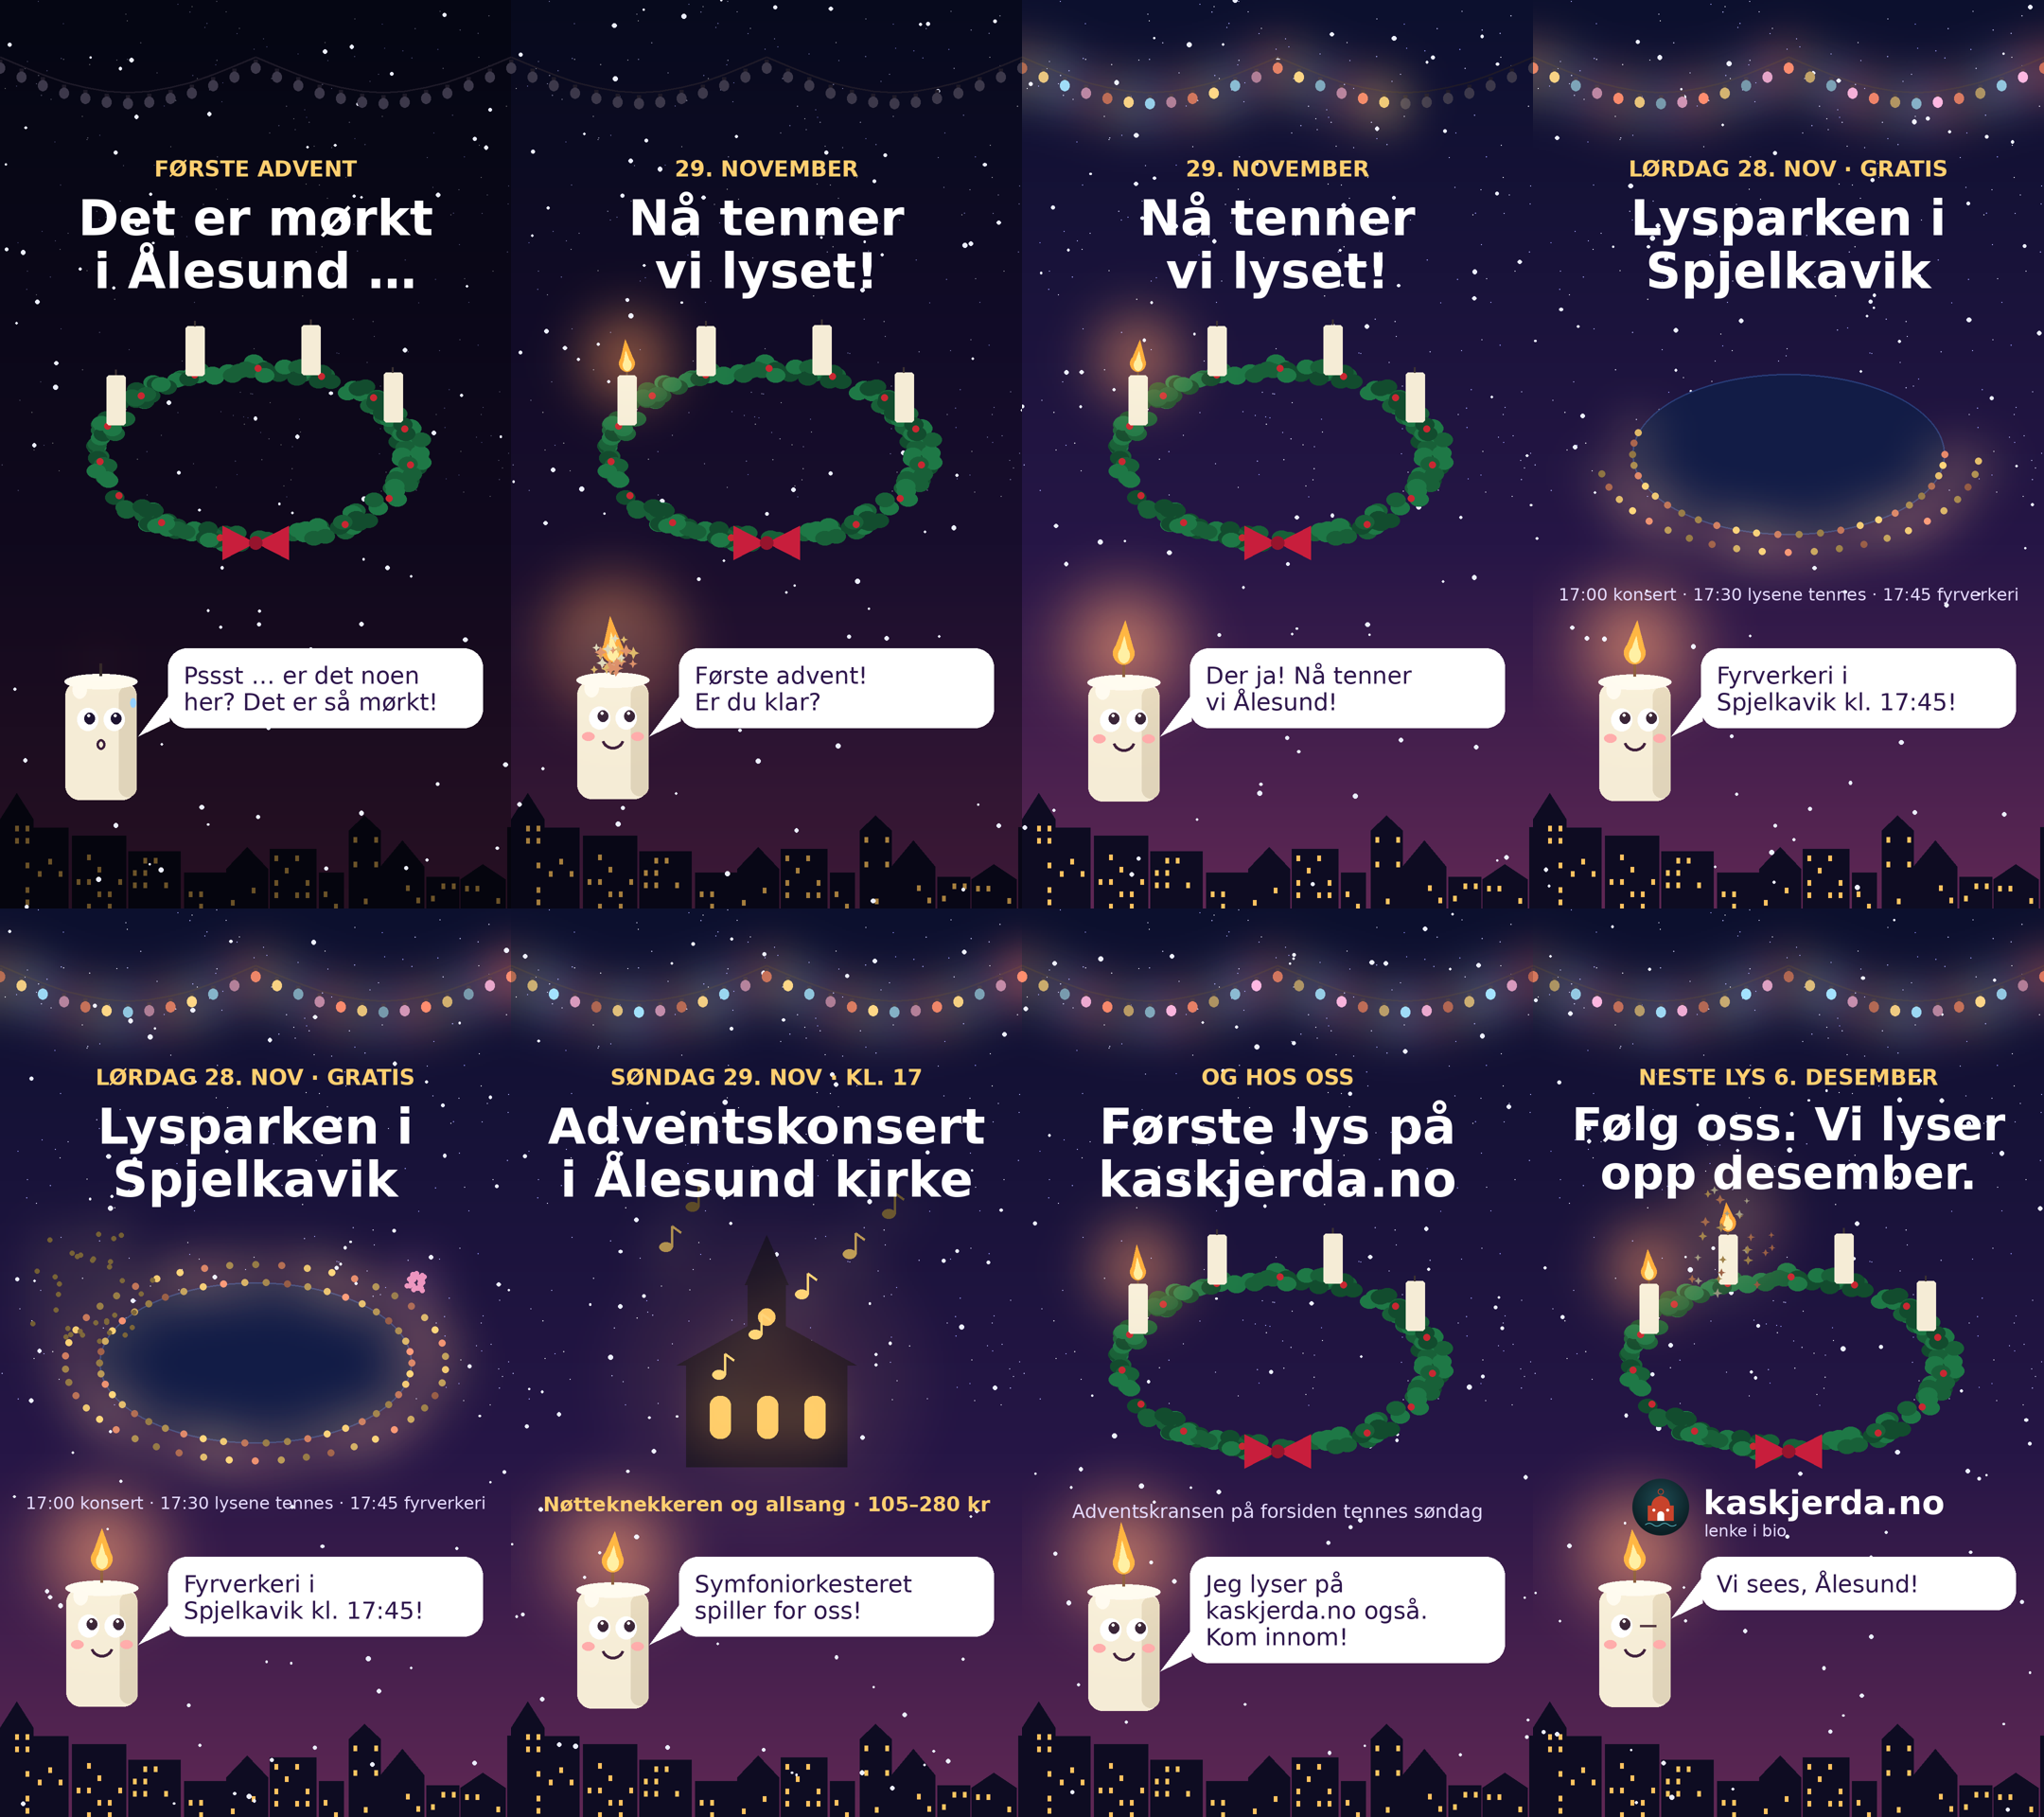 FØRSTE ADVENT
Det er mørkt
i Ålesund ...
Pssst ... er det noen
her? Det er så mørkt!
29. NOVEMBER
Nå tenner
vi lyset!
Første advent!
Er du klar?
29. NOVEMBER
Nå tenner
vi lyset!
Der ja! Nå tenner
vi Ålesund!
LØRDAG 28. NOV · GRATIS
Lysparken i
Spjelkavik
17:00 konsert · 17:30 lysene tennes · 17:45 fyrverkeri
Fyrverkeri i
Spjelkavik kl. 17:45!
LØRDAG 28. NOV · GRATIS
Lysparken i
Spjelkavik
17:00 konsert · 17:30 lysene tennes · 17:45 fyrverkeri
Fyrverkeri i
Spjelkavik kl. 17:45!
SØNDAG 29. NOV · KL. 17
Adventskonsert
i Ålesund kirke
Nøtteknekkeren og allsang · 105–280 kr
Symfoniorkesteret
spiller for oss!
OG HOS OSS
Første lys på
kaskjerda.no
Adventskransen på forsiden tennes søndag
Jeg lyser på
kaskjerda.no også.
Kom innom!
NESTE LYS 6. DESEMBER
Følg oss. Vi lyser
opp desember.
kaskjerda.no
lenke i bio
Vi sees, Ålesund!